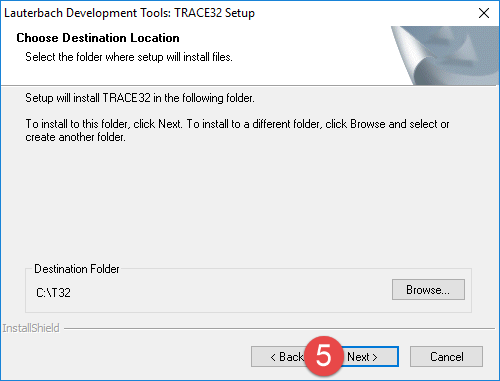 Lauterbach Development Tools: TRACE32 Setup
Choose Destination Location
Select the folder where setup will install files.
Setup will install TRACE32 in the following folder.
To install to this folder, click Next. To install to a different folder, click Browse and select or
create another folder.
Destination Folder
C:\T32
Browse...
InstallShield
< Back
5
Next >
Cancel